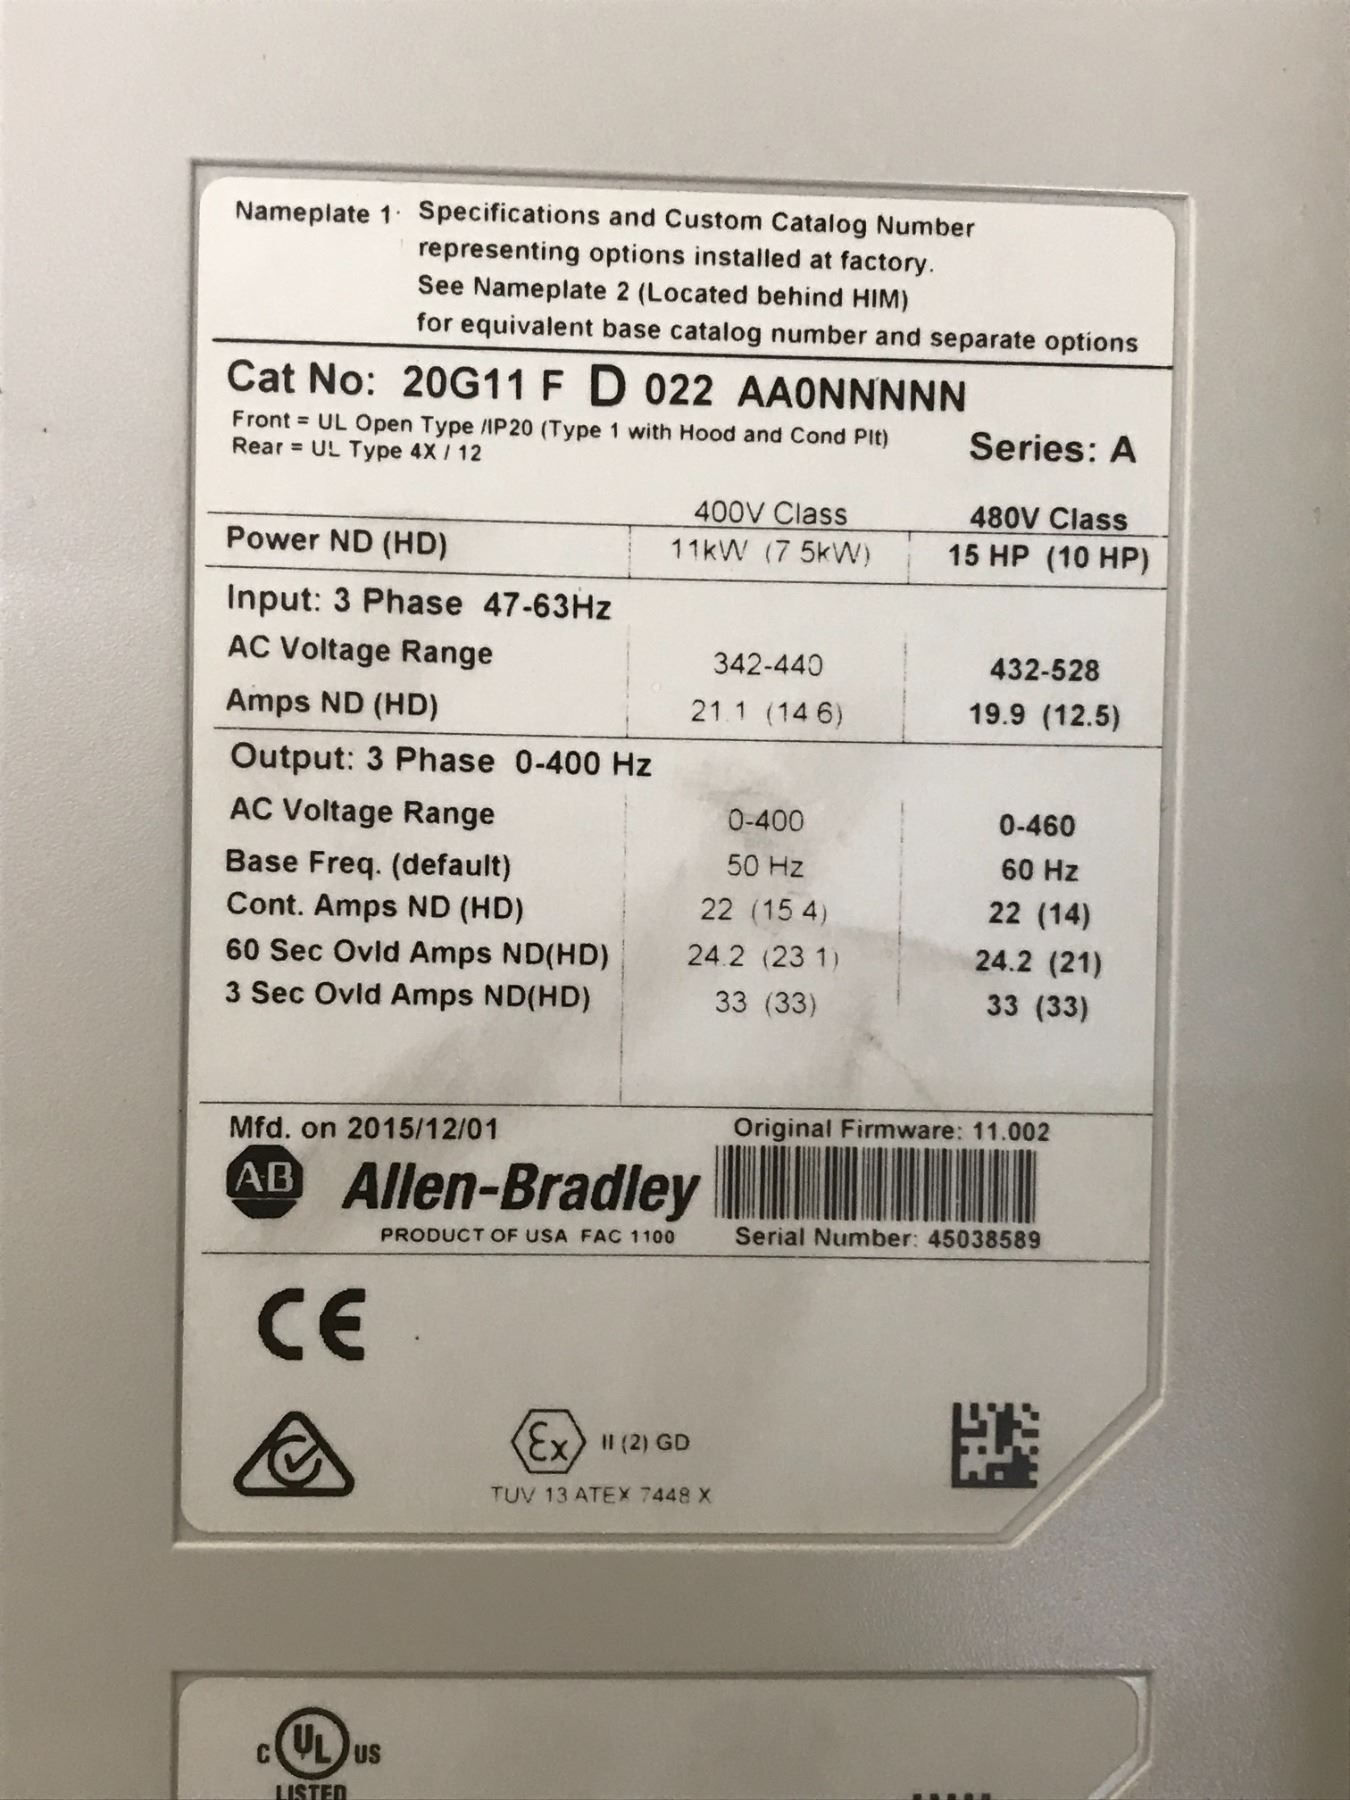 Nameplate 1· Specifications and Custom Catalog Number
representing options installed at factory.
See Nameplate 2 (Located behind HIM)
for equivalent base catalog number and separate options
Cat No: 20G11 F D 022 AA0NNNNN
Front = UL Open Type /IP20 (Type 1 with Hood and Cond Plt)
Rear = UL Type 4X / 12
Series: A
400V Class 480V Class
Power ND (HD) 11kW (7 5kW) 15 HP (10 HP)
Input: 3 Phase 47-63Hz
AC Voltage Range 342-440 432-528
Amps ND (HD) 21 1 (14 6) 19.9 (12.5)
Output: 3 Phase 0-400 Hz
AC Voltage Range 0-400 0-460
Base Freq. (default) 50 Hz 60 Hz
Cont. Amps ND (HD) 22 (15 4) 22 (14)
60 Sec Ovld Amps ND(HD) 24.2 (23 1) 24.2 (21)
3 Sec Ovld Amps ND(HD) 33 (33) 33 (33)
Mfd. on 2015/12/01 Original Firmware: 11.002
A-B Allen-Bradley
PRODUCT OF USA FAC 1100 Serial Number: 45038589
CE
Ex II (2) GD
TUV 13 ATEX 7448 X
C UL US
LISTED